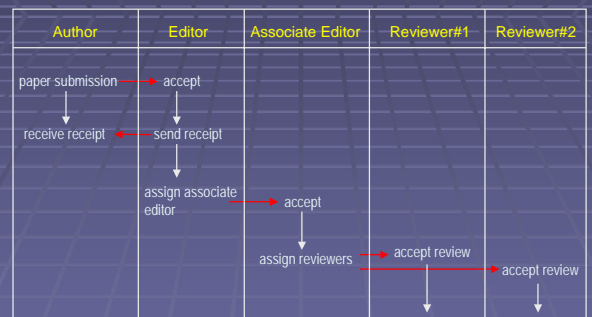 Author Editor Associate Editor Reviewer#1 Reviewer#2
paper submission accept
receive receipt send receipt
assign associate
editor
accept
assign reviewers accept review
accept review